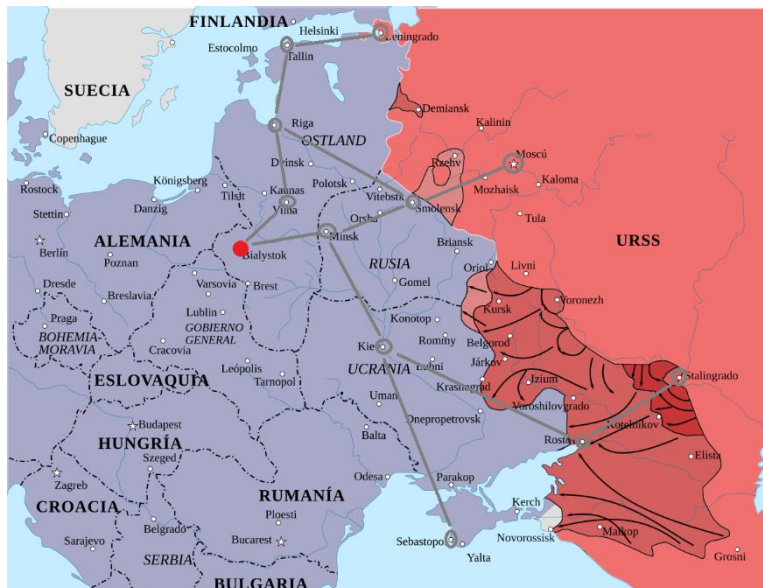 FINLANDIA
Helsinki
Leningrado
Estocolmo
Tallin
SUECIA
Demiansk
Kalinin
Riga
OSTLAND
Copenhague
Dvinsk
Rzehv
Moscú
Rostock
Königsberg
Tilsit
Kaunas
Polotsk
Vitebstk
Mozhaisk
Kaloma
Stettin
Danzig
Vilna
Orsha
Smolensk
Tula
ALEMANIA
Minsk
Briansk
URSS
Berlín
Poznan
Bialystok
RUSIA
Oriol
Livni
Dresde
Varsovia
Brest
Gomel
Breslavia
Lublin
Kursk
Voronezh
Praga
GOBIERNO
GENERAL
Konotop
BOHEMIA-
MORAVIA
Cracovia
Kie
Rommy
Belgorod
Leópolis
Lubni
Járkov
ESLOVAQUIA
Tarnopol
UCRANIA
Krasnograd
Izium
Stalingrado
Uman
Voroshilovgrado
Budapest
Dnepropetrovsk
Kotelnikov
HUNGRÍA
Balta
Rostov
Szeged
Elista
Zagreb
Odesa
Parakop
CROACIA
RUMANÍA
Kerch
Belgrado
Ploesti
Novorossisk
Maikop
Sarajevo
Bucarest
Sebastopol
Yalta
SERBIA
Grosni
BULGARIA